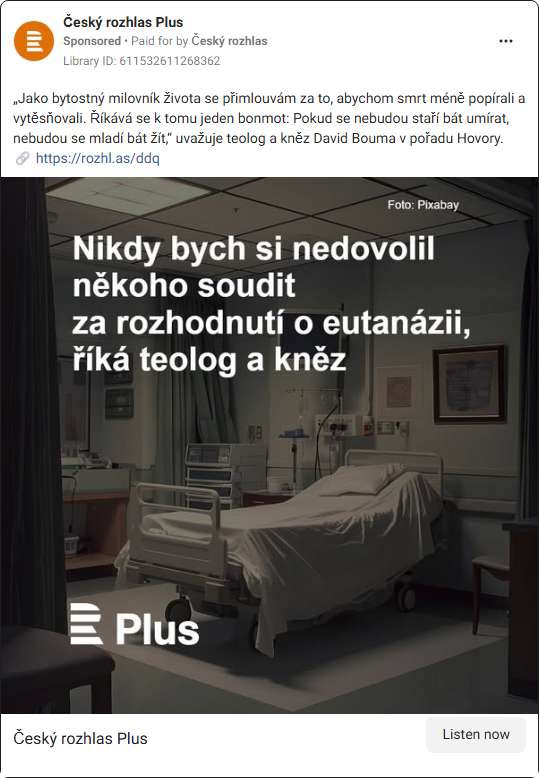 Český rozhlas Plus
Sponsored • Paid for by Český rozhlas
Library ID: 611532611268362
„Jako bytostný milovník života se přimlouvám za to, abychom smrt méně popírali a
vytěsňovali. Říkává se k tomu jeden bonmot: Pokud se nebudou staří bát umírat,
nebudou se mladí bát žít,“ uvažuje teolog a kněz David Bouma v pořadu Hovory.
🔗 https://rozhl.as/ddq
Foto: Pixabay
Nikdy bych si nedovolil
někoho soudit
za rozhodnutí o eutanázii,
říká teolog a kněz
Plus
Český rozhlas Plus
Listen now